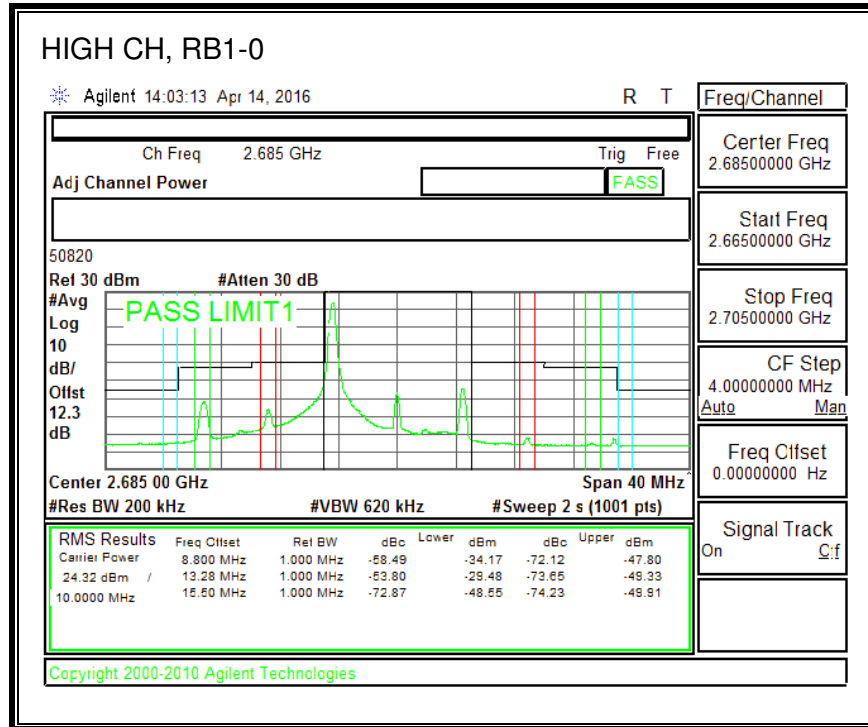 HIGH CH, RB1-0
Agilent 14:03:13 Apr 14, 2016 R T
Freq/Channel
Ch Freq 2.685 GHz Trig Free
Adj Channel Power PASS
Center Freq
2.68500000 GHz
Start Freq
2.66500000 GHz
Stop Freq
2.70500000 GHz
CF Step
4.00000000 MHz
Auto Man
Freq Offset
0.00000000 Hz
Signal Track
On Off
50820
Ref 30 dBm #Atten 30 dB
#Avg
Log
10
dB/
Offst
12.3
dB
PASS LIMIT1
Center 2.685 00 GHz Span 40 MHz
#Res BW 200 kHz #VBW 620 kHz #Sweep 2 s (1001 pts)
RMS Results Freq Offset Ref BW dBc Lower dBm dBc Upper dBm
Carrier Power 8.800 MHz 1.000 MHz -58.49 -34.17 -72.12 -47.80
24.32 dBm / 13.28 MHz 1.000 MHz -53.80 -29.48 -73.65 -49.33
10.0000 MHz 15.50 MHz 1.000 MHz -72.87 -48.55 -74.23 -49.91
Copyright 2000-2010 Agilent Technologies